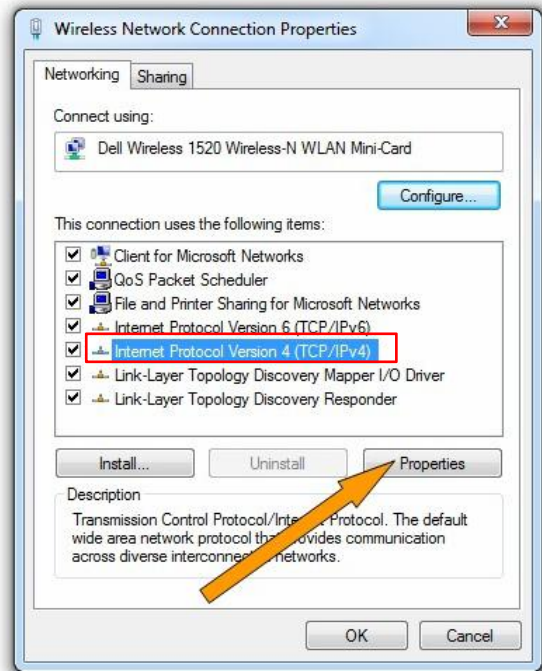 Wireless Network Connection Properties
Networking
Sharing
Connect using:
Dell Wireless 1520 Wireless-N WLAN Mini-Card
Configure...
This connection uses the following items:
Client for Microsoft Networks
QoS Packet Scheduler
File and Printer Sharing for Microsoft Networks
Internet Protocol Version 6 (TCP/IPv6)
Internet Protocol Version 4 (TCP/IPv4)
Link-Layer Topology Discovery Mapper I/O Driver
Link-Layer Topology Discovery Responder
Install...
Uninstall
Properties
Description
Transmission Control Protocol/Internet Protocol. The default
wide area network protocol that provides communication
across diverse interconnected networks.
OK
Cancel